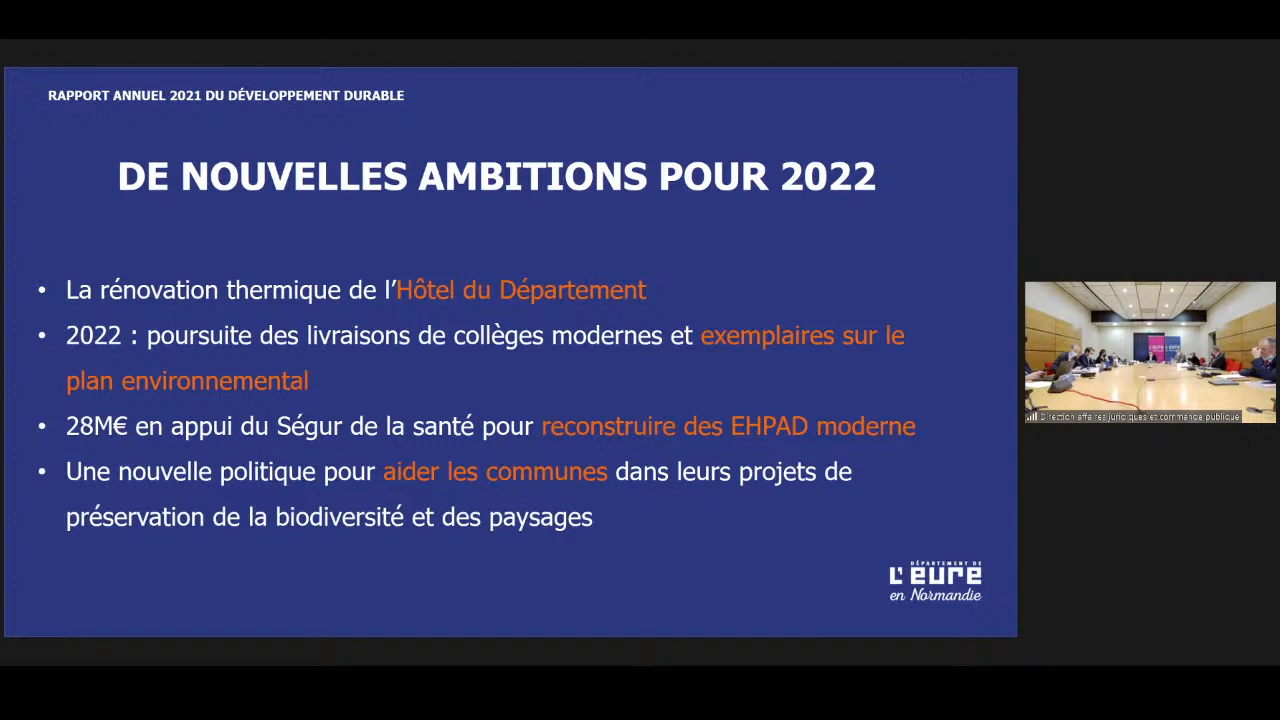 RAPPORT ANNUEL 2021 DU DÉVELOPPEMENT DURABLE
DE NOUVELLES AMBITIONS POUR 2022
• La rénovation thermique de l’Hôtel du Département
• 2022 : poursuite des livraisons de collèges modernes et exemplaires sur le
plan environnemental
• 28M€ en appui du Ségur de la santé pour reconstruire des EHPAD moderne
• Une nouvelle politique pour aider les communes dans leurs projets de
préservation de la biodiversité et des paysages
DÉPARTEMENT DE
L'EURE
en Normandie
Direction affaires juridiques et commande publique